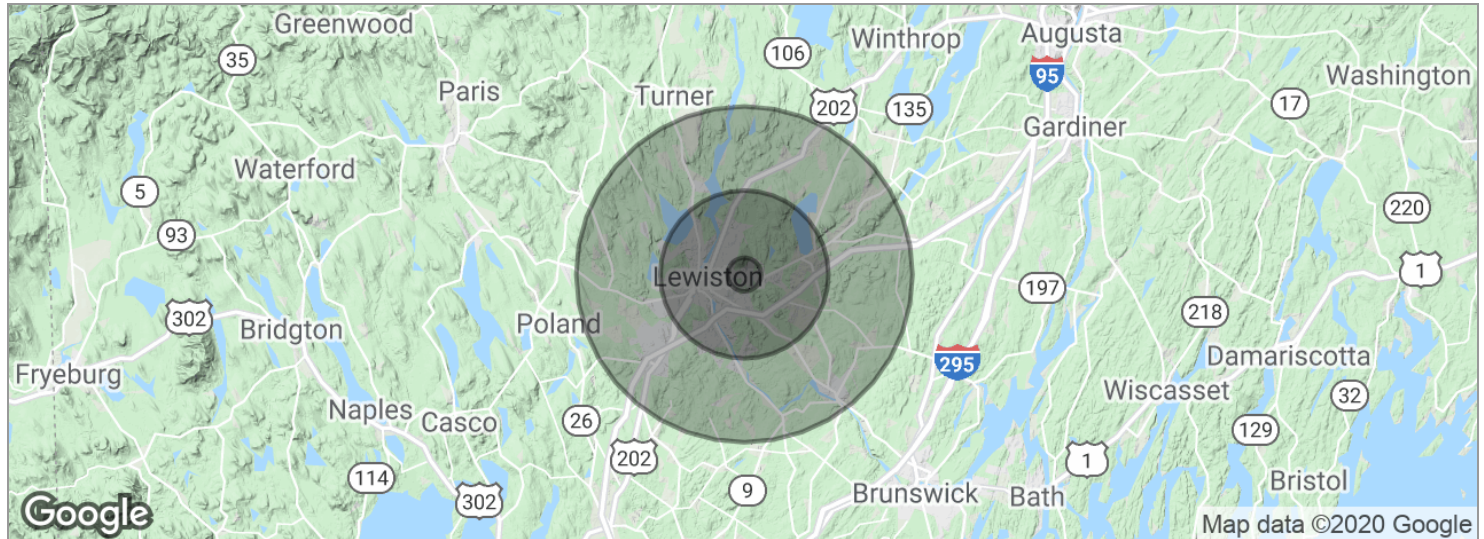 Greenwood
106
Winthrop
Augusta
35
95
Washington
Paris
Turner
202
135
17
Gardiner
Waterford
5
220
93
1
Lewiston
197
302
Bridgton
Poland
218
295
Damariscotta
Fryeburg
Wiscasset
32
Naples
Casco
26
129
202
1
114
302
9
Brunswick
Bath
Bristol
Google
Map data ©2020 Google